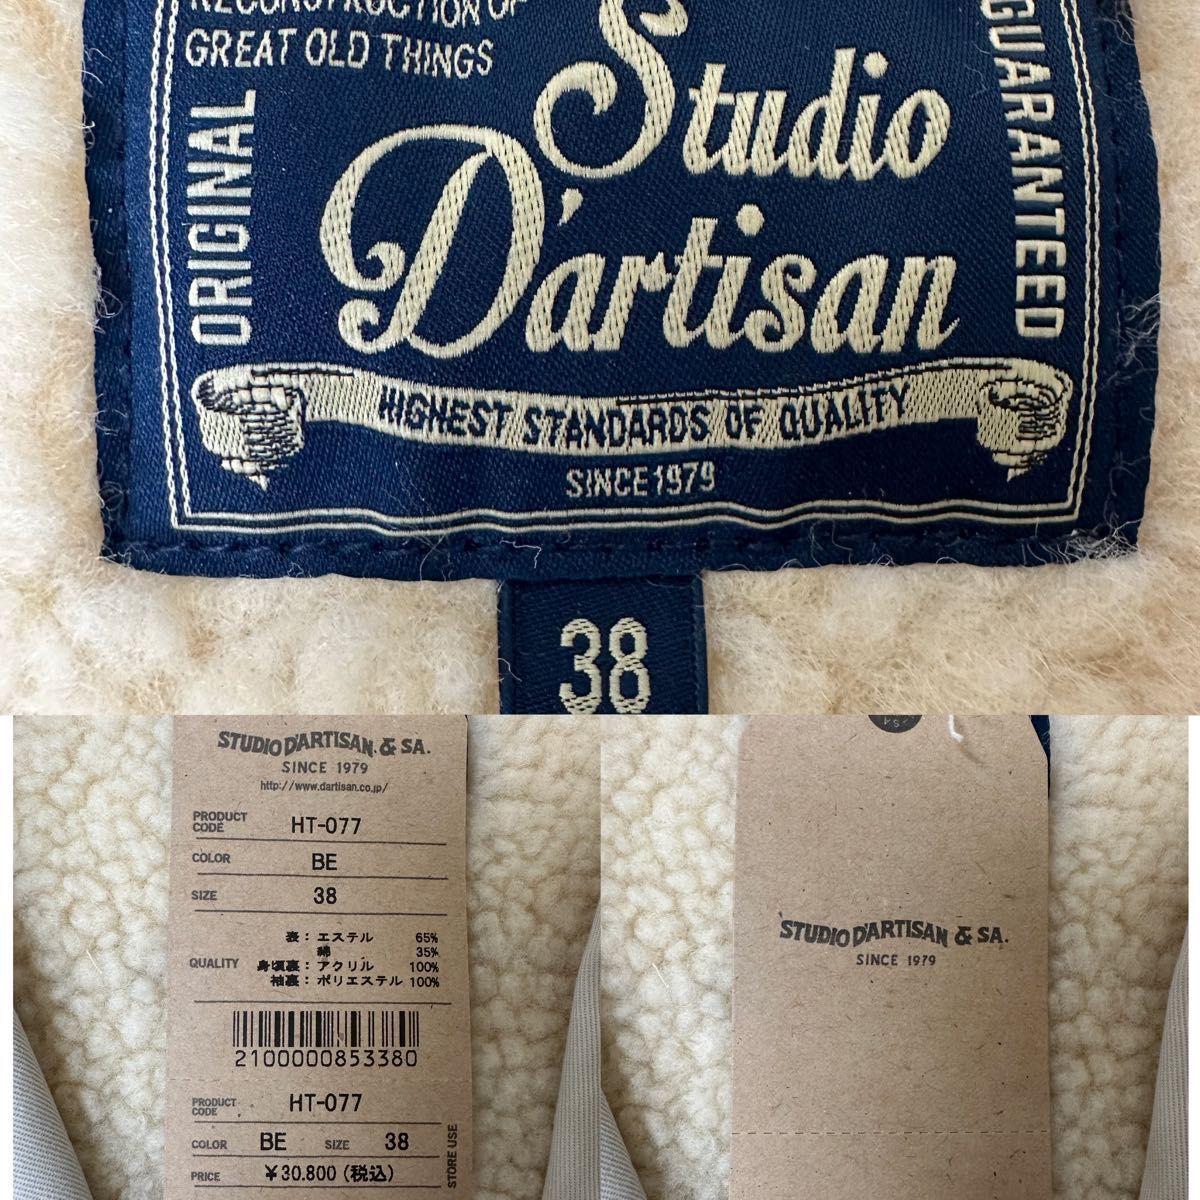 RECONSTRUCTION OF
GREAT OLD THINGS
ORIGINAL
Studio
D'artisan
GUARANTEED
HIGHEST STANDARDS OF QUALITY
SINCE 1979
38
STUDIO D'ARTISAN & SA.
SINCE 1979
http://www.dartisan.co.jp/
PRODUCT CODE HT-077
COLOR BE
SIZE 38
QUALITY
表：エステル 65%
綿 35%
身頃裏：アクリル 100%
袖裏：ポリエステル 100%
2100000853380
PRODUCT CODE HT-077
COLOR BE SIZE 38
PRICE ¥30.800(税込)
STORE USE
STUDIO D'ARTISAN & SA.
SINCE 1979